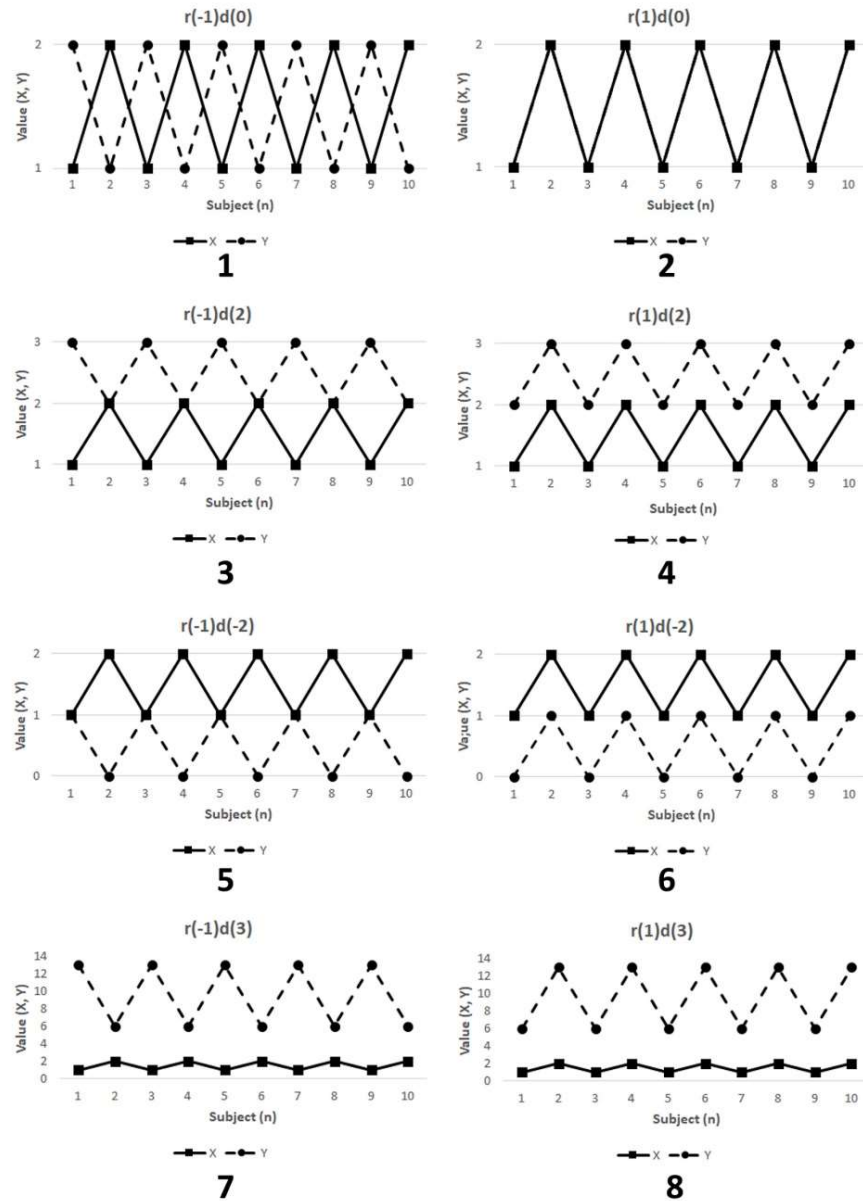 r(-1)d(0)
Value (X, Y)
2
1
1 2 3 4 5 6 7 8 9 10
Subject (n)
X Y
1
r(1)d(0)
Value (X, Y)
2
1
1 2 3 4 5 6 7 8 9 10
Subject (n)
X Y
2
r(-1)d(2)
Value (X, Y)
3
2
1
1 2 3 4 5 6 7 8 9 10
Subject (n)
X Y
3
r(1)d(2)
Value (X, Y)
3
2
1
1 2 3 4 5 6 7 8 9 10
Subject (n)
X Y
4
r(-1)d(-2)
Value (X, Y)
2
1
0
1 2 3 4 5 6 7 8 9 10
Subject (n)
X Y
5
r(1)d(-2)
Va;ue (X, Y)
2
1
0
1 2 3 4 5 6 7 8 9 10
Subject (n)
X Y
6
r(-1)d(3)
Value (X, Y)
14
12
10
8
6
4
2
0
1 2 3 4 5 6 7 8 9 10
Subject (n)
X Y
7
r(1)d(3)
Value (X, Y)
14
12
10
8
6
4
2
0
1 2 3 4 5 6 7 8 9 10
Subject (n)
X Y
8